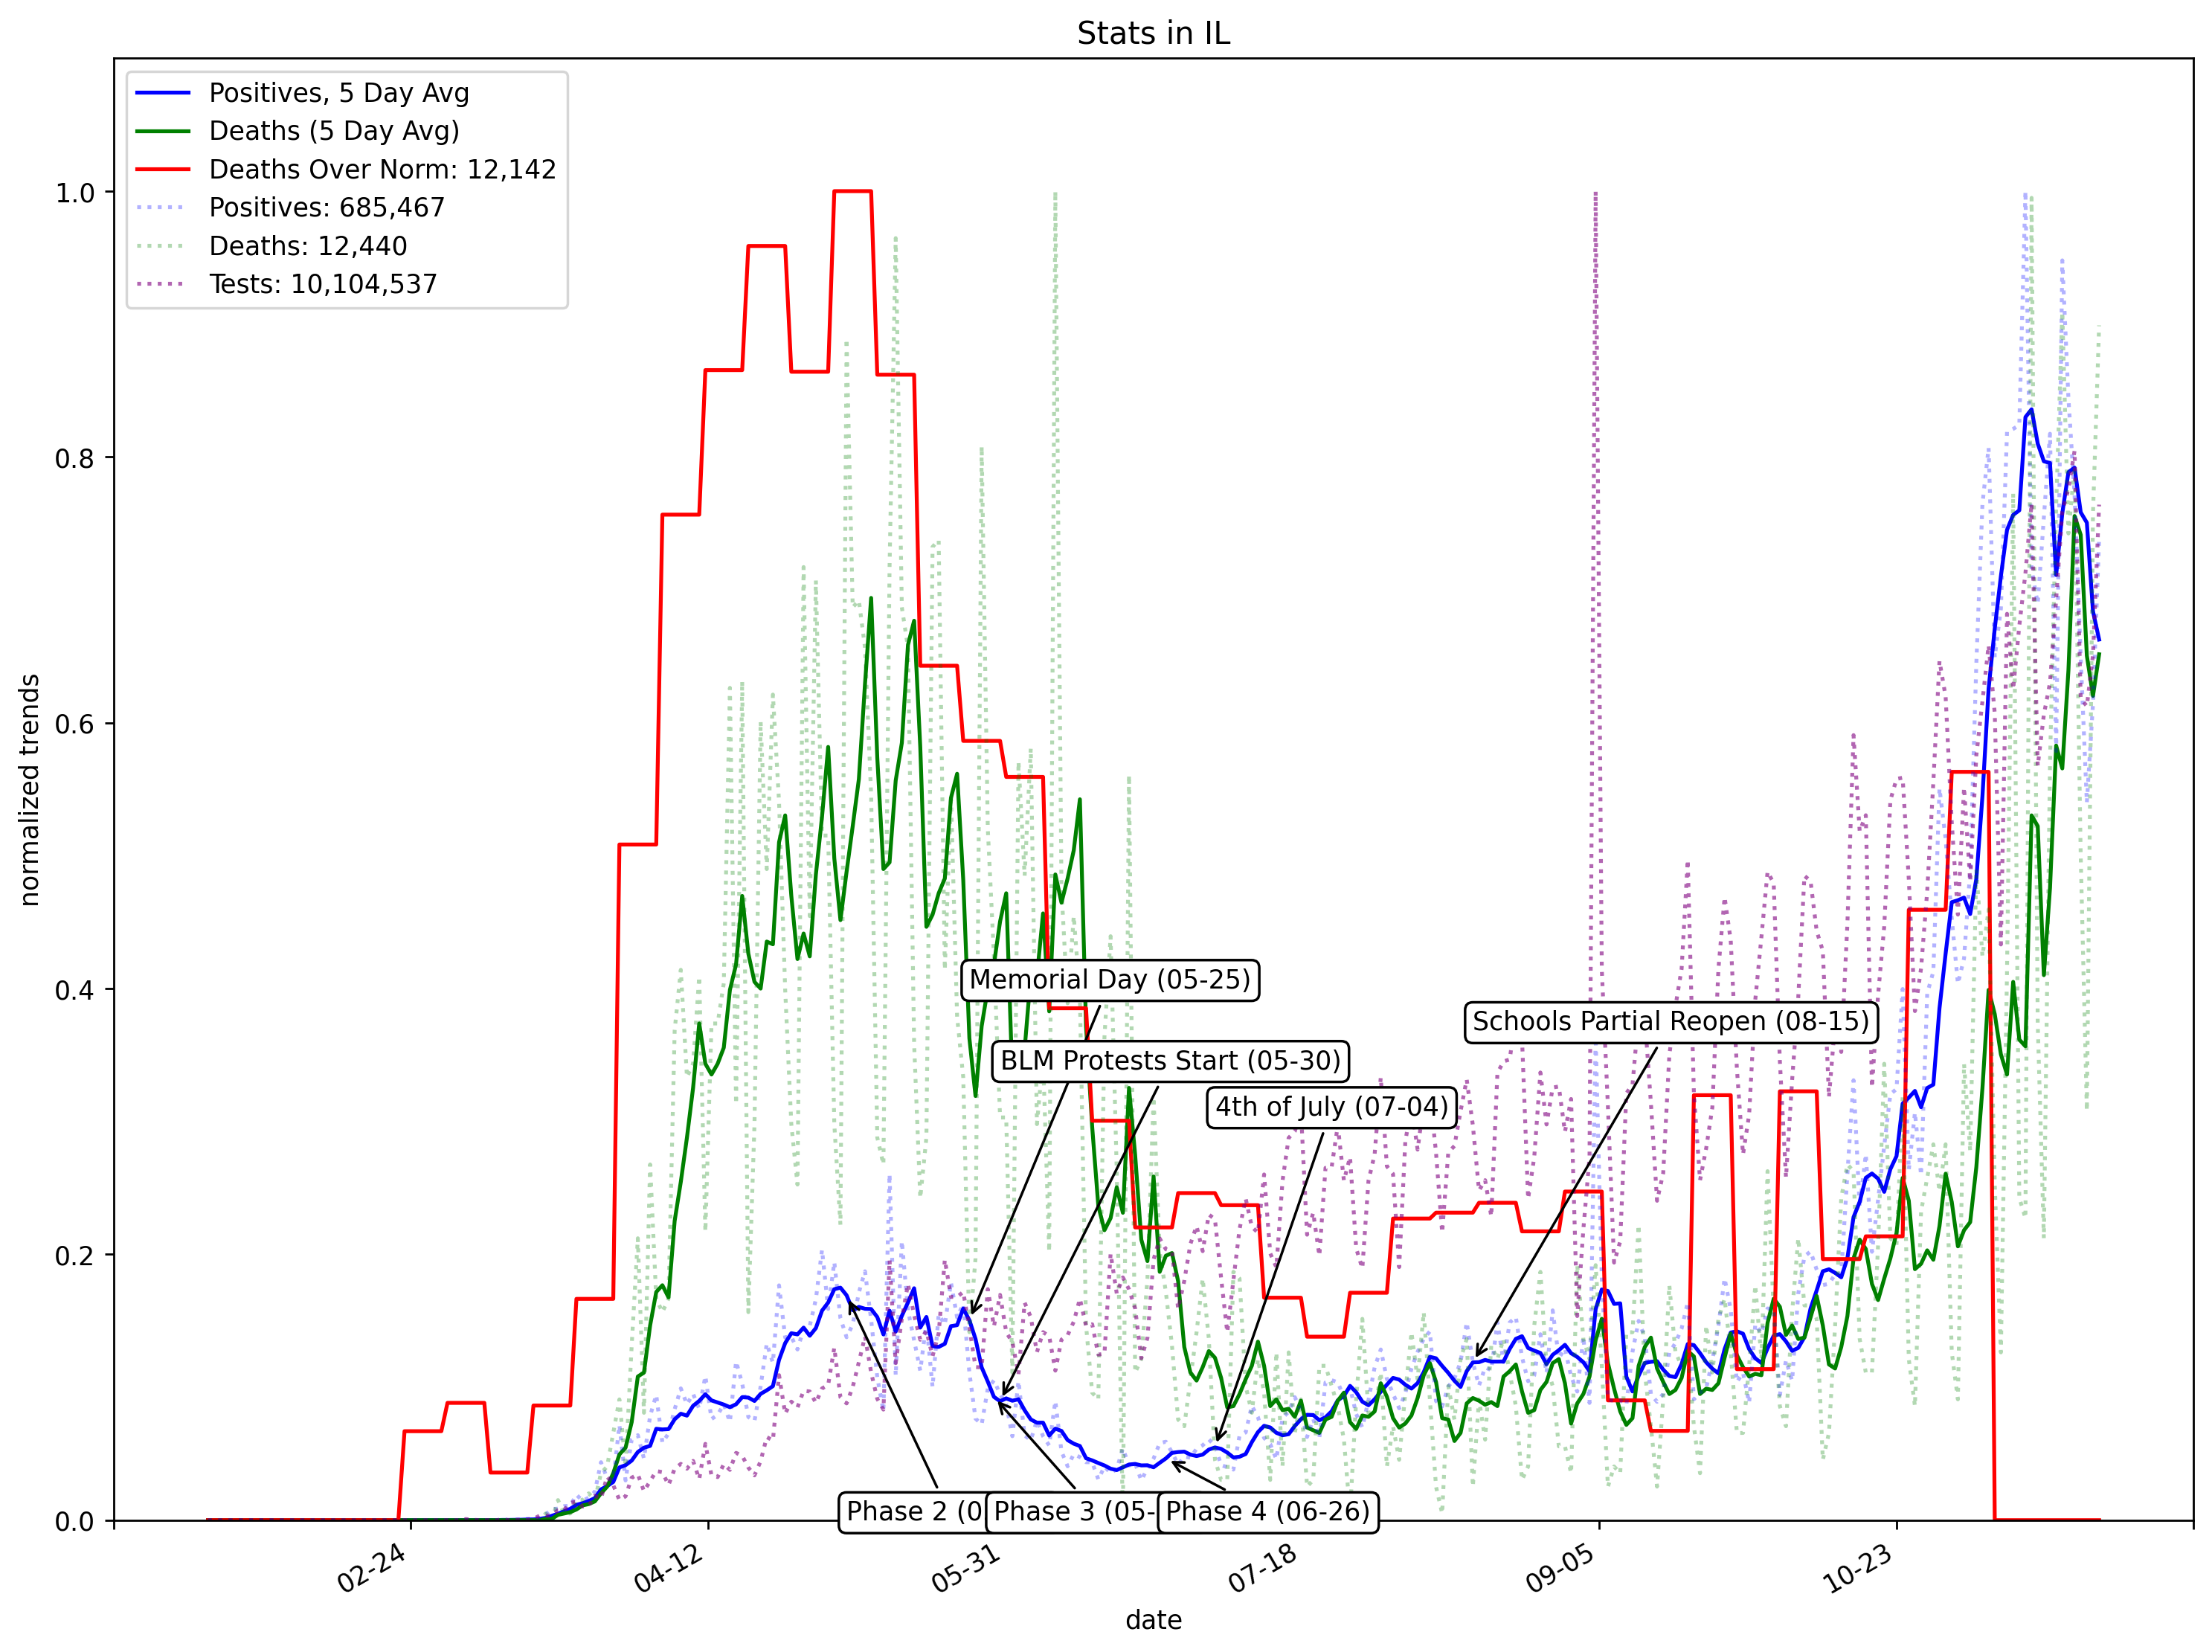 Stats in IL
Positives, 5 Day Avg
Deaths (5 Day Avg)
Deaths Over Norm: 12,142
Positives: 685,467
Deaths: 12,440
Tests: 10,104,537
normalized trends
1.0
0.8
0.6
0.4
0.2
0.0
Memorial Day (05-25)
BLM Protests Start (05-30)
4th of July (07-04)
Schools Partial Reopen (08-15)
Phase 2 (0
Phase 3 (05-
Phase 4 (06-26)
02-24
04-12
05-31
07-18
09-05
10-23
date